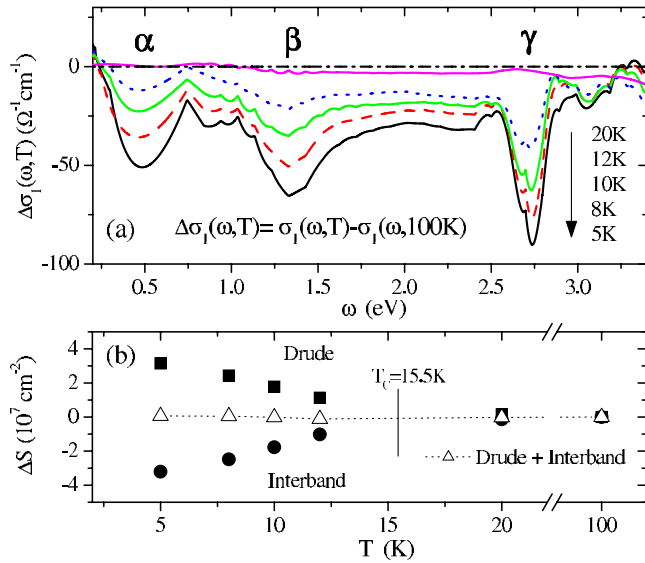 α β γ
0
-50
-100
Δσ₁(ω,T) (Ω⁻¹cm⁻¹)
20K
12K
10K
8K
5K
(a) Δσ₁(ω,T)= σ₁(ω,T)-σ₁(ω,100K)
0.5 1.0 1.5 2.0 2.5 3.0
ω (eV)
(b) Drude
T_C=15.5K
Interband
Drude + Interband
4
2
0
-2
-4
ΔS (10⁷ cm⁻²)
5 10 15 20 100
T (K)